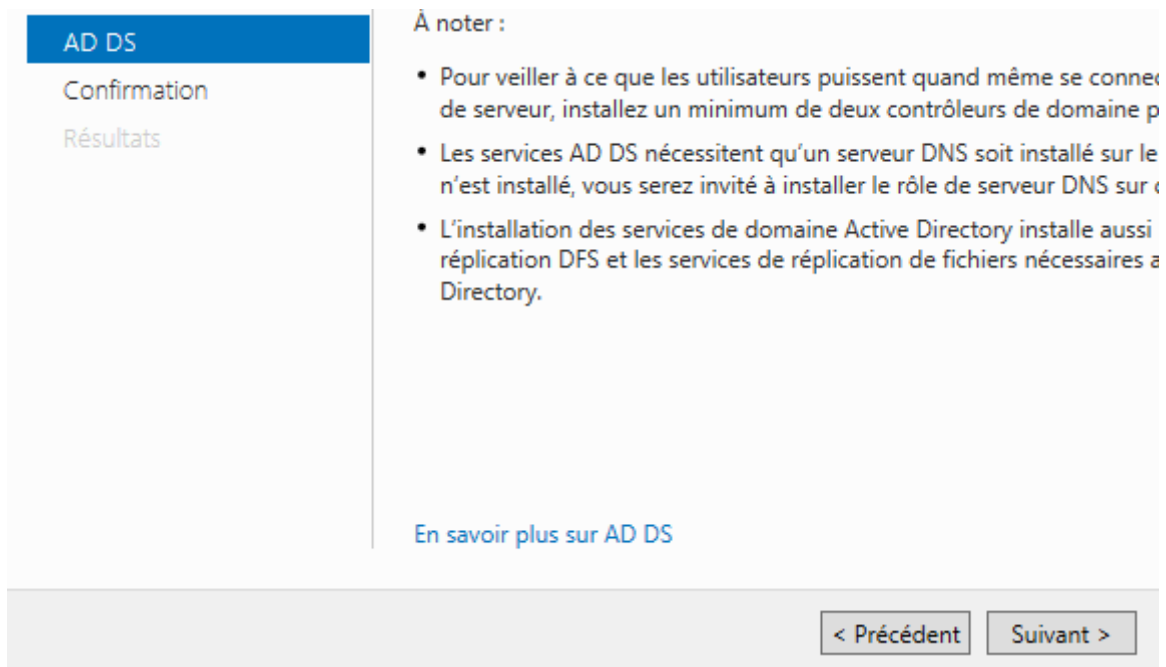 À noter :
AD DS
• Pour veiller à ce que les utilisateurs puissent quand même se
de serveur, installez un minimum de deux contrôleurs de domaine
Confirmation
Résultats
• Les services AD DS nécessitent qu’un serveur DNS soit installé sur le
n’est installé, vous serez invité à installer le rôle de serveur DNS sur
• L’installation des services de domaine Active Directory installe aussi
réplication DFS et les services de réplication de fichiers nécessaires
Directory.
En savoir plus sur AD DS
< Précédent
Suivant >